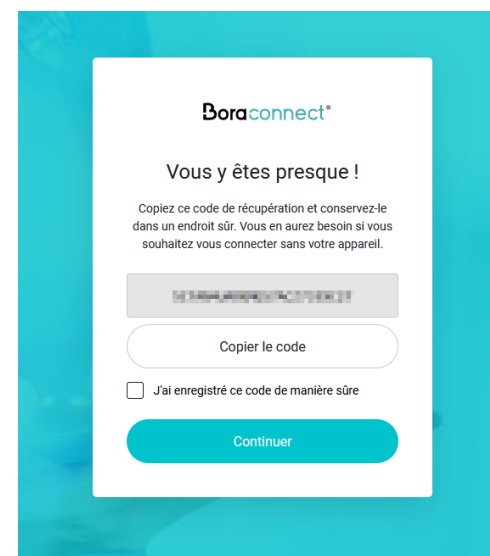 Boraconnect
Vous y êtes presque !
Copiez ce code de récupération et conservez-le
dans un endroit sûr. Vous en aurez besoin si vous
souhaitez vous connecter sans votre appareil.
Copier le code
J'ai enregistré ce code de manière sûre
Continuer